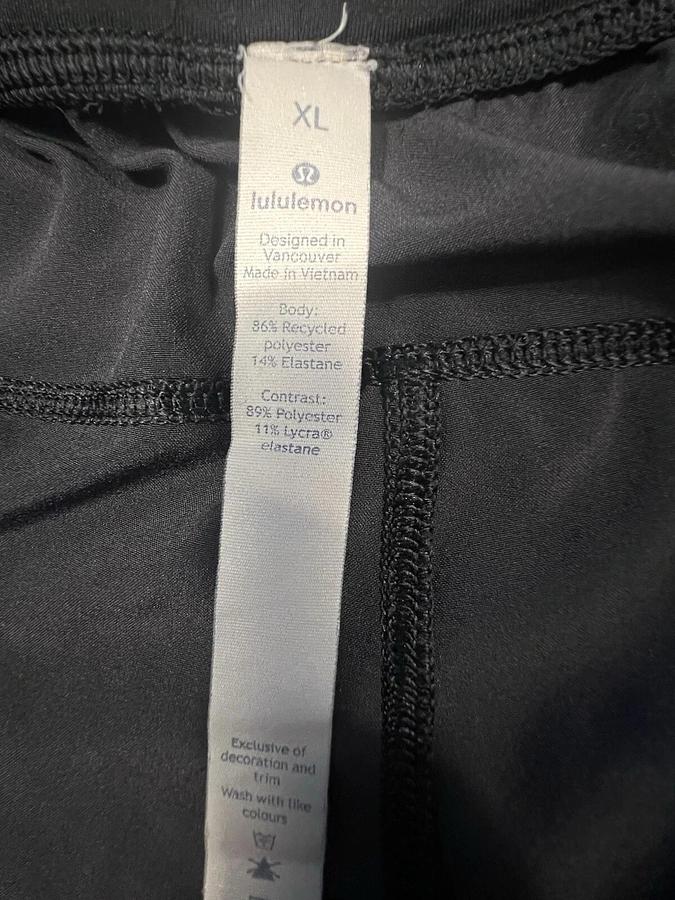 XL
lululemon
Designed in
Vancouver
Made in Vietnam
Body:
86% Recycled
polyester
14% Elastane
Contrast:
89% Polyester
11% Lycra®
elastane
Exclusive of
decoration and
trim
Wash with like
colours